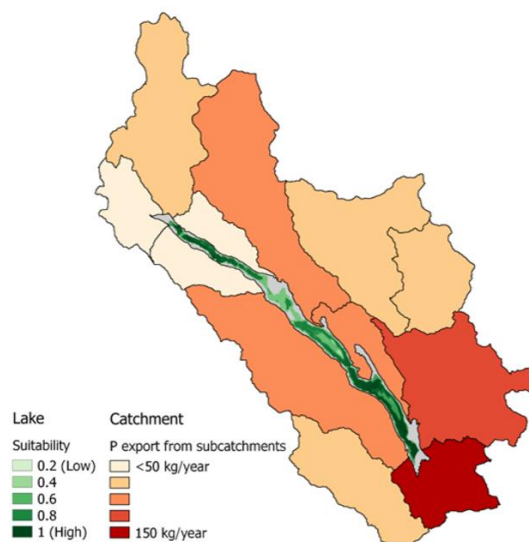 Lake
Suitability
0.2 (Low)
0.4
0.6
0.8
1 (High)
Catchment
P export from subcatchments
<50 kg/year
150 kg/year